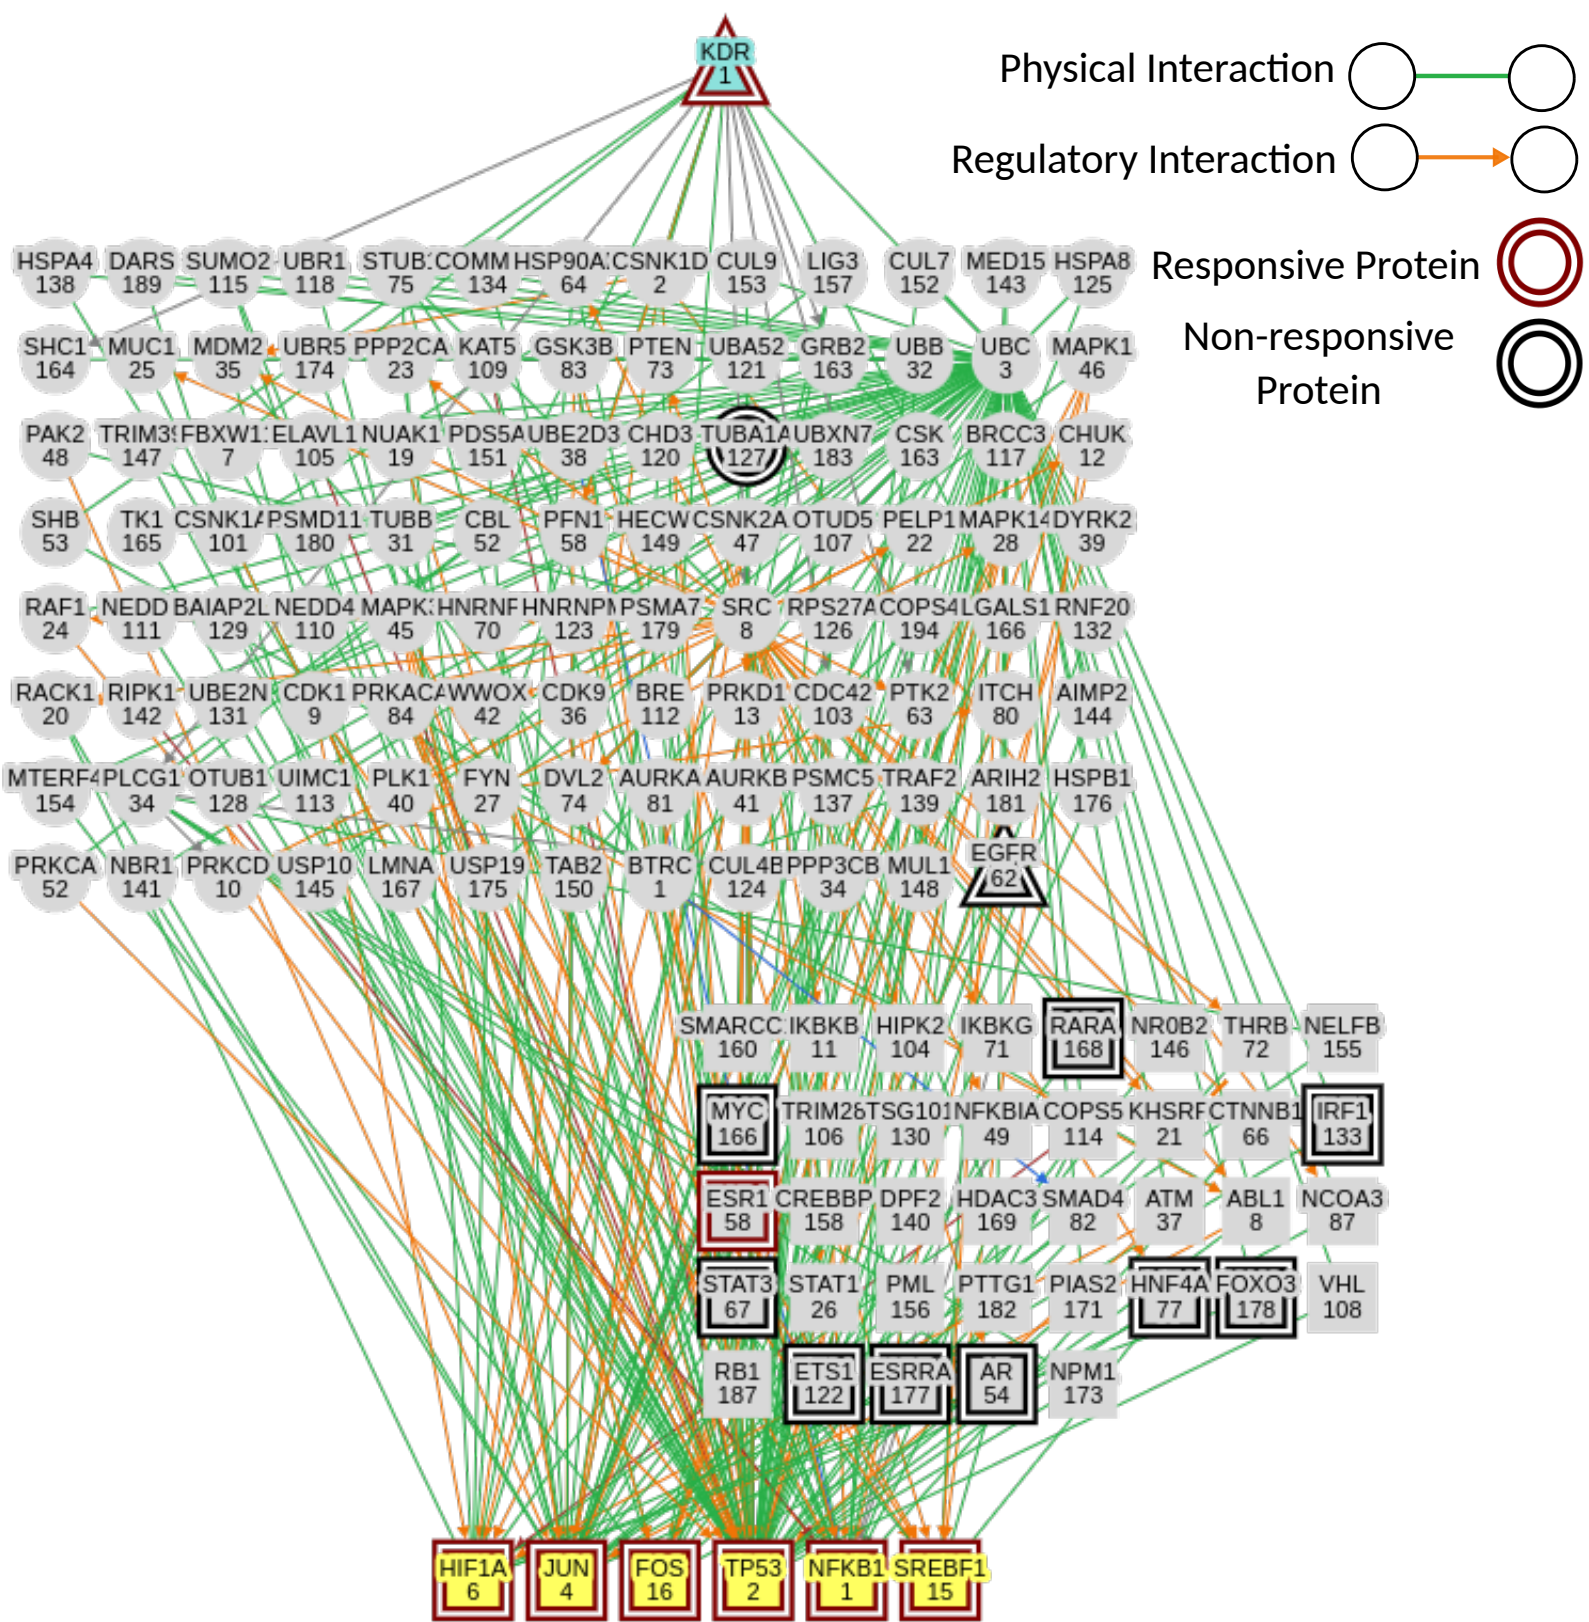 KDR
1
Physical Interaction
Regulatory Interaction
Responsive Protein
Non-responsive
Protein
HSPA4 DARS SUMO2 UBR1 STUB COMM HSP90A CSNK1D CUL9 LIG3 CUL7 MED15 HSPA8
138 189 115 118 75 134 64 2 153 157 152 143 125
SHC1 MUC1 MDM2 UBR5 PPP2CA KAT5 GSK3B PTEN UBA52 GRB2 UBB UBC MAPK1
164 25 35 174 23 109 83 73 121 163 32 3 46
PAK2 TRIM3 FBXW1 ELAVL1 NUAK1 PDS5A UBE2D3 CHD3 TUBA1A UBXN7 CSK BRCC3 CHUK
48 147 7 105 19 151 38 120 127 183 163 117 12
SHB TK1 CSNK1A PSMD11 TUBB CBL PFN1 HECW CSNK2A OTUD5 PELP1 MAPK14 DYRK2
53 165 101 180 31 52 58 149 47 107 22 28 39
RAF1 NEDD BAIAP2L NEDD4 MAPK HNRNP HNRNPM PSMA7 SRC RPS27A COPS4 LGALS1 RNF20
24 111 129 110 45 70 123 179 8 126 194 166 132
RACK1 RIPK1 UBE2N CDK1 PRKACA WWOX CDK9 BRE PRKD1 CDC42 PTK2 ITCH AIMP2
20 142 131 9 84 42 36 112 13 103 63 80 144
MTERF4 PLCG1 OTUB1 UIMC1 PLK1 FYN DVL2 AURKA AURKB PSMC5 TRAF2 ARIH2 HSPB1
154 34 128 113 40 27 74 81 41 137 139 181 176
PRKCA NBR1 PRKCD USP10 LMNA USP19 TAB2 BTRC CUL4B PPP3CB MUL1 EGFR
52 141 10 145 167 175 150 1 124 34 148 62
SMARCC IKBKB HIPK2 IKBKG RARA NR0B2 THRB NELFB
160 11 104 71 168 146 72 155
MYC TRIM28 TSG101 NFKBIA COPS5 KHSRP CTNNB1 IRF1
166 106 130 49 114 21 66 133
ESR1 CREBBP DPF2 HDAC3 SMAD4 ATM ABL1 NCOA3
58 158 140 169 82 37 8 87
STAT3 STAT1 PML PTTG1 PIAS2 HNF4A FOXO3 VHL
67 26 156 182 171 77 178 108
RB1 ETS1 ESRRA AR NPM1
187 122 177 54 173
HIF1A JUN FOS TP53 NFKB1 SREBF1
6 4 16 2 1 15